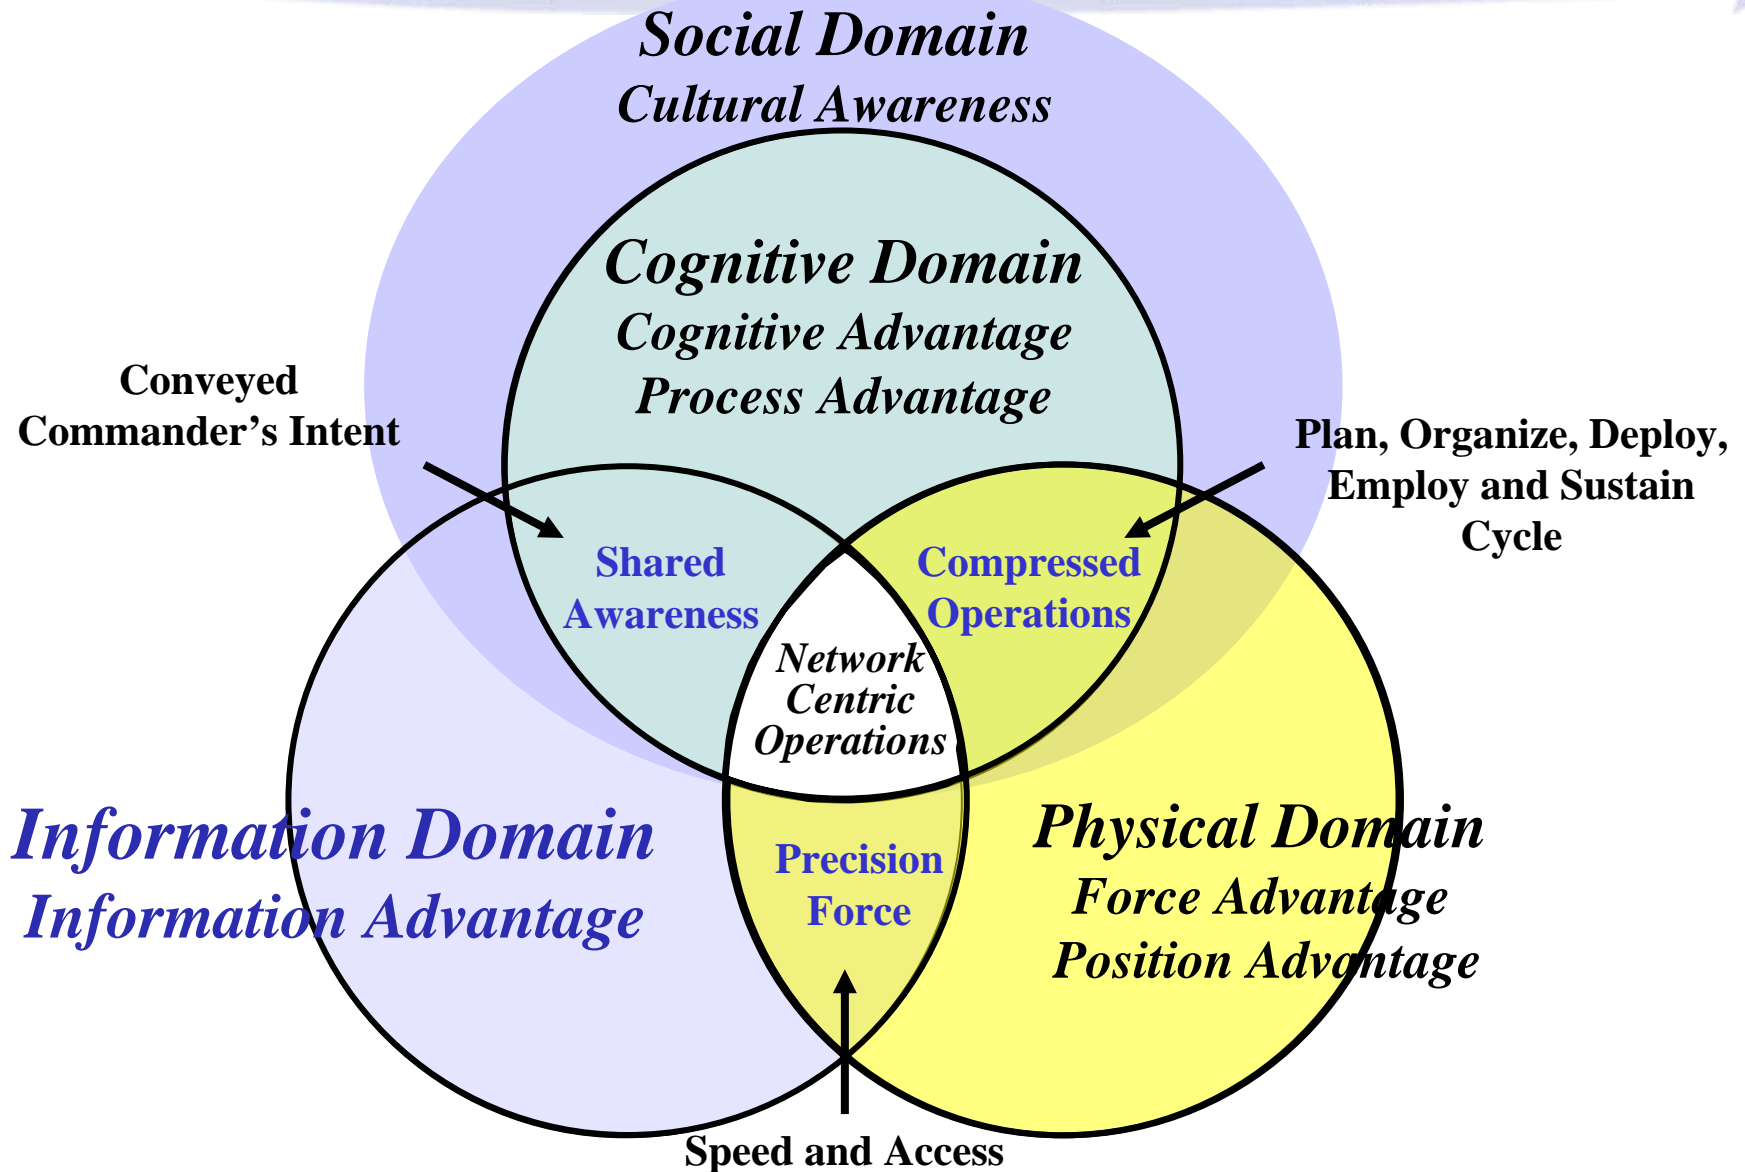 Social Domain
Cultural Awareness
Cognitive Domain
Cognitive Advantage
Process Advantage
Conveyed
Commander’s Intent
Plan, Organize, Deploy,
Employ and Sustain
Cycle
Shared
Awareness
Compressed
Operations
Network
Centric
Operations
Information Domain
Information Advantage
Precision
Force
Physical Domain
Force Advantage
Position Advantage
Speed and Access